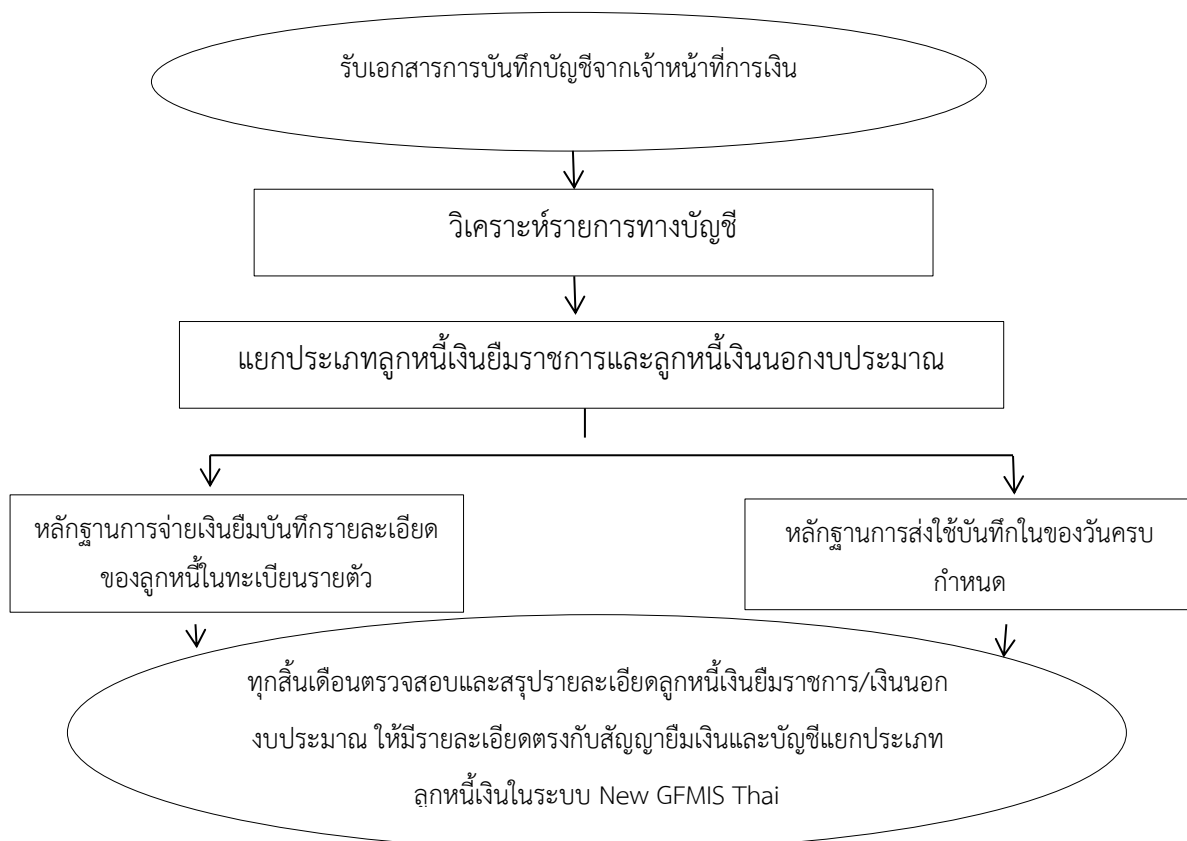 รับเอกสารการบันทึกบัญชีจากเจ้าหน้าที่การเงิน
วิเคราะห์รายการทางบัญชี
แยกประเภทลูกหนี้เงินยืมราชการและลูกหนี้เงินนอกงบประมาณ
หลักฐานการจ่ายเงินยืมบันทึกรายละเอียด
ของลูกหนี้ในทะเบียนรายตัว
หลักฐานการส่งใช้บันทึกในของวันครบ
กำหนด
ทุกสิ้นเดือนตรวจสอบและสรุปรายละเอียดลูกหนี้เงินยืมราชการ/เงินนอก
งบประมาณ ให้มีรายละเอียดตรงกับสัญญายืมเงินและบัญชีแยกประเภท
ลูกหนี้เงินในระบบ New GFMIS Thai